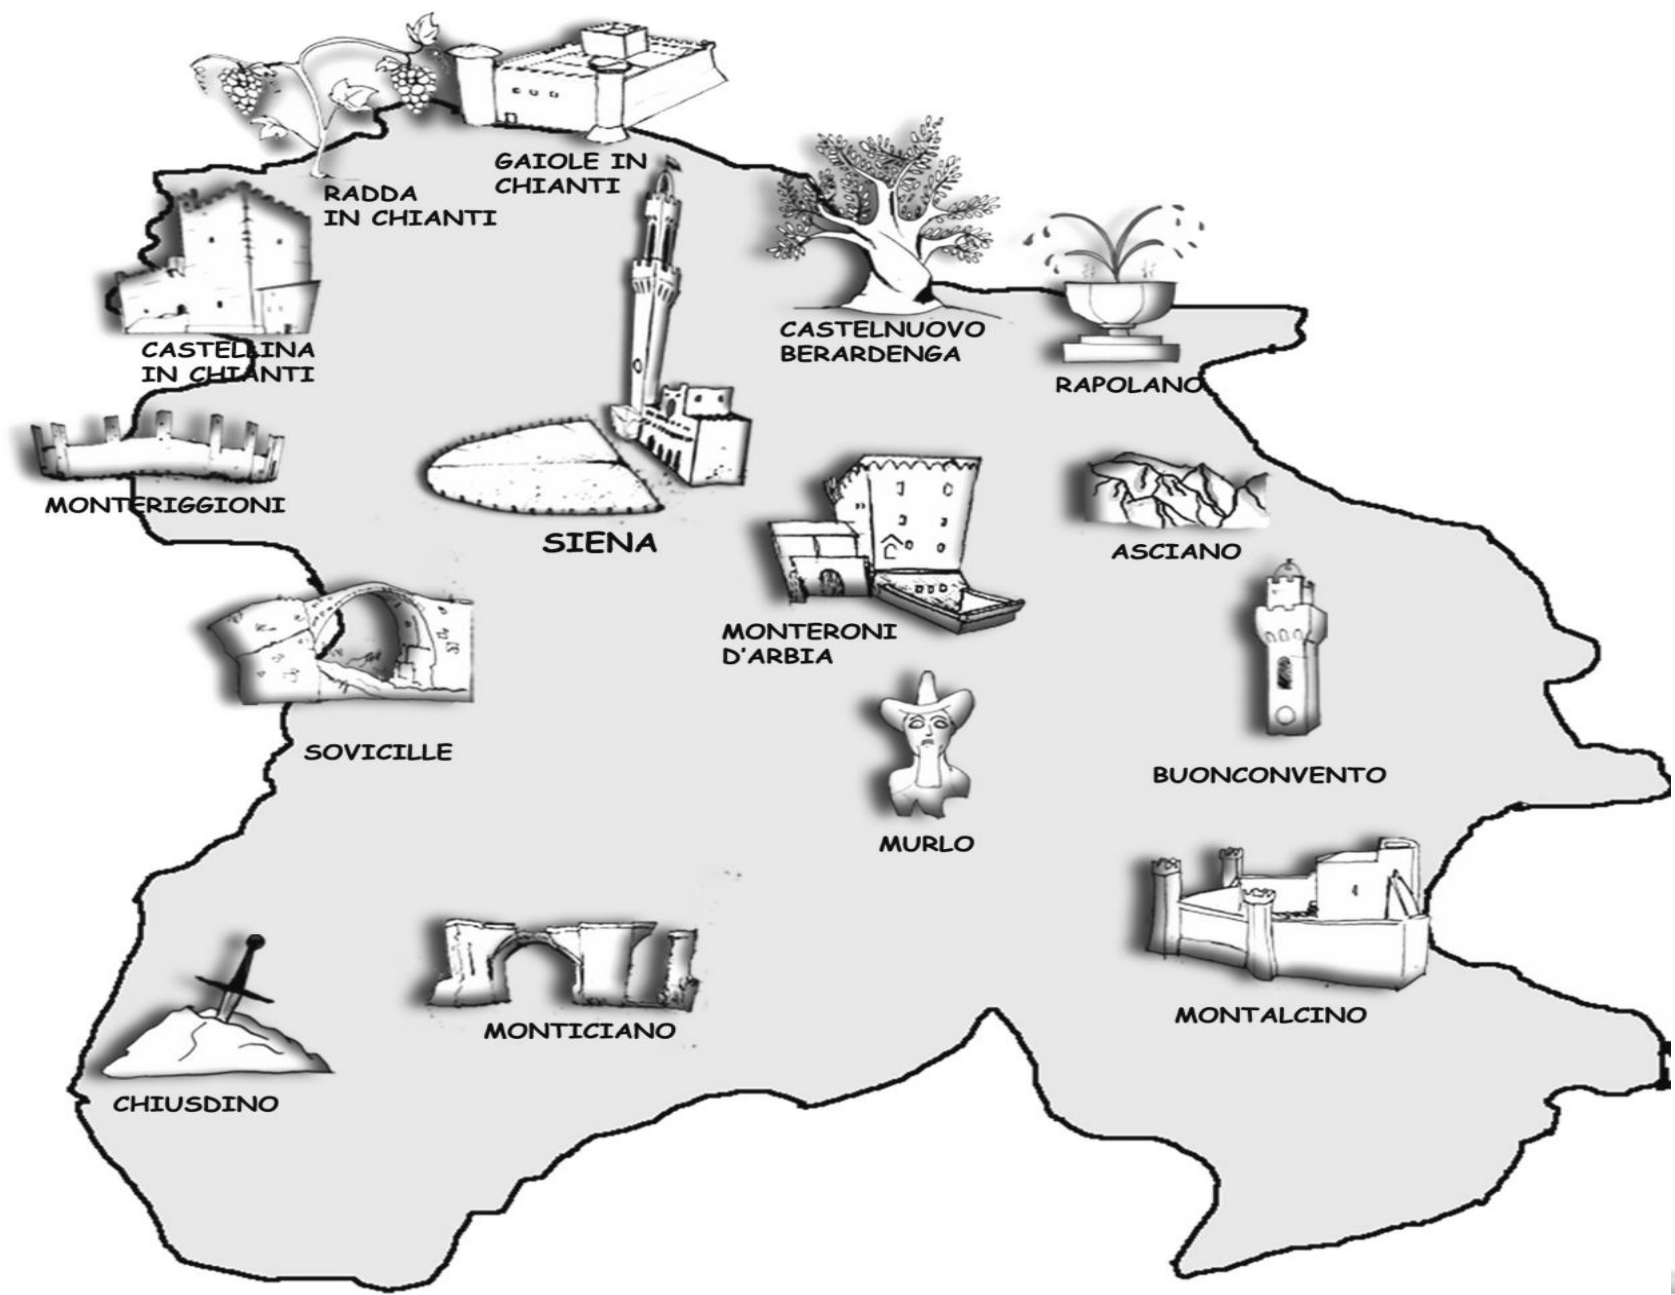 GAIOLE IN
CHIANTI
RADDA
IN CHIANTI
CASTELNUOVO
BERARDENGA
CASTELLINA
IN CHIANTI
RAPOLANO
MONTERIGGIONI
SIENA
ASCIANO
MONTERONI
D'ARBIA
SOVICILLE
BUONCONVENTO
MURLO
MONTALCINO
MONTICIANO
CHIUSDINO